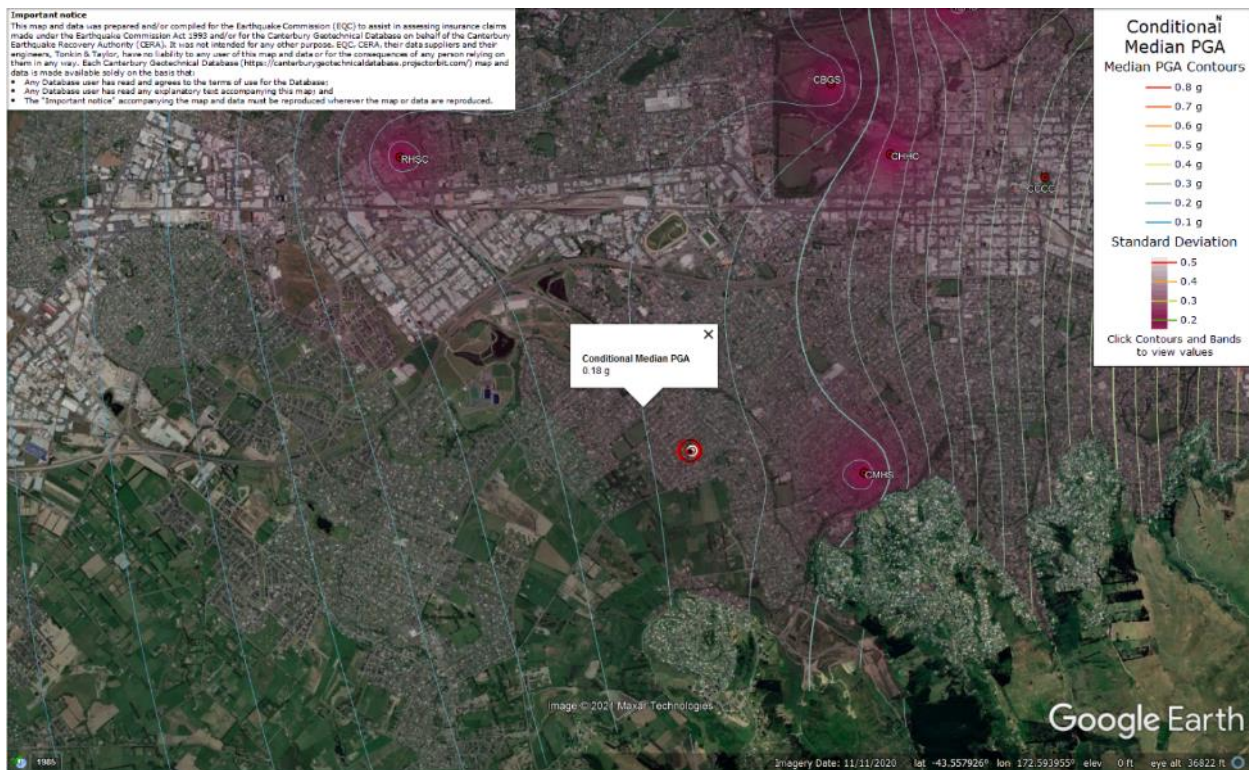 Important notice
This map and data was prepared and/or compiled for the Earthquake Commission (EQC) to assist in assessing insurance claims
made under the Earthquake Commission Act 1993 and/or for the Canterbury Geotechnical Database on behalf of the Canterbury
Earthquake Recovery Authority (CERA). It was not intended for any other purpose. EQC, CERA, their data suppliers and their
engineers, Tonkin & Taylor, have no liability to any user of this map and data or for the consequences of any person relying on
them in any way. Each Canterbury Geotechnical Database (https://canterburygeotechnicaldatabase.projectorbit.com/) map and
data is made available solely on the basis that:
▪ Any Database user has read and agrees to the terms of use for the Database;
▪ Any Database user has read any explanatory text accompanying this map; and
▪ The "Important notice" accompanying the map and data must be reproduced wherever the map or data are reproduced.
N
Conditional
Median PGA
Median PGA Contours
0.8 g
0.7 g
0.6 g
0.5 g
0.4 g
0.3 g
0.2 g
0.1 g
Standard Deviation
0.5
0.4
0.3
0.2
Click Contours and Bands
to view values
CBGS
RHSC
CHHC
CCCC
Conditional Median PGA
0.18 g
CMHS
Image © 2021 Maxar Technologies
Google Earth
1985
Imagery Date: 11/11/2020 lat -43.557926° lon 172.593955° elev 0 ft eye alt 36822 ft